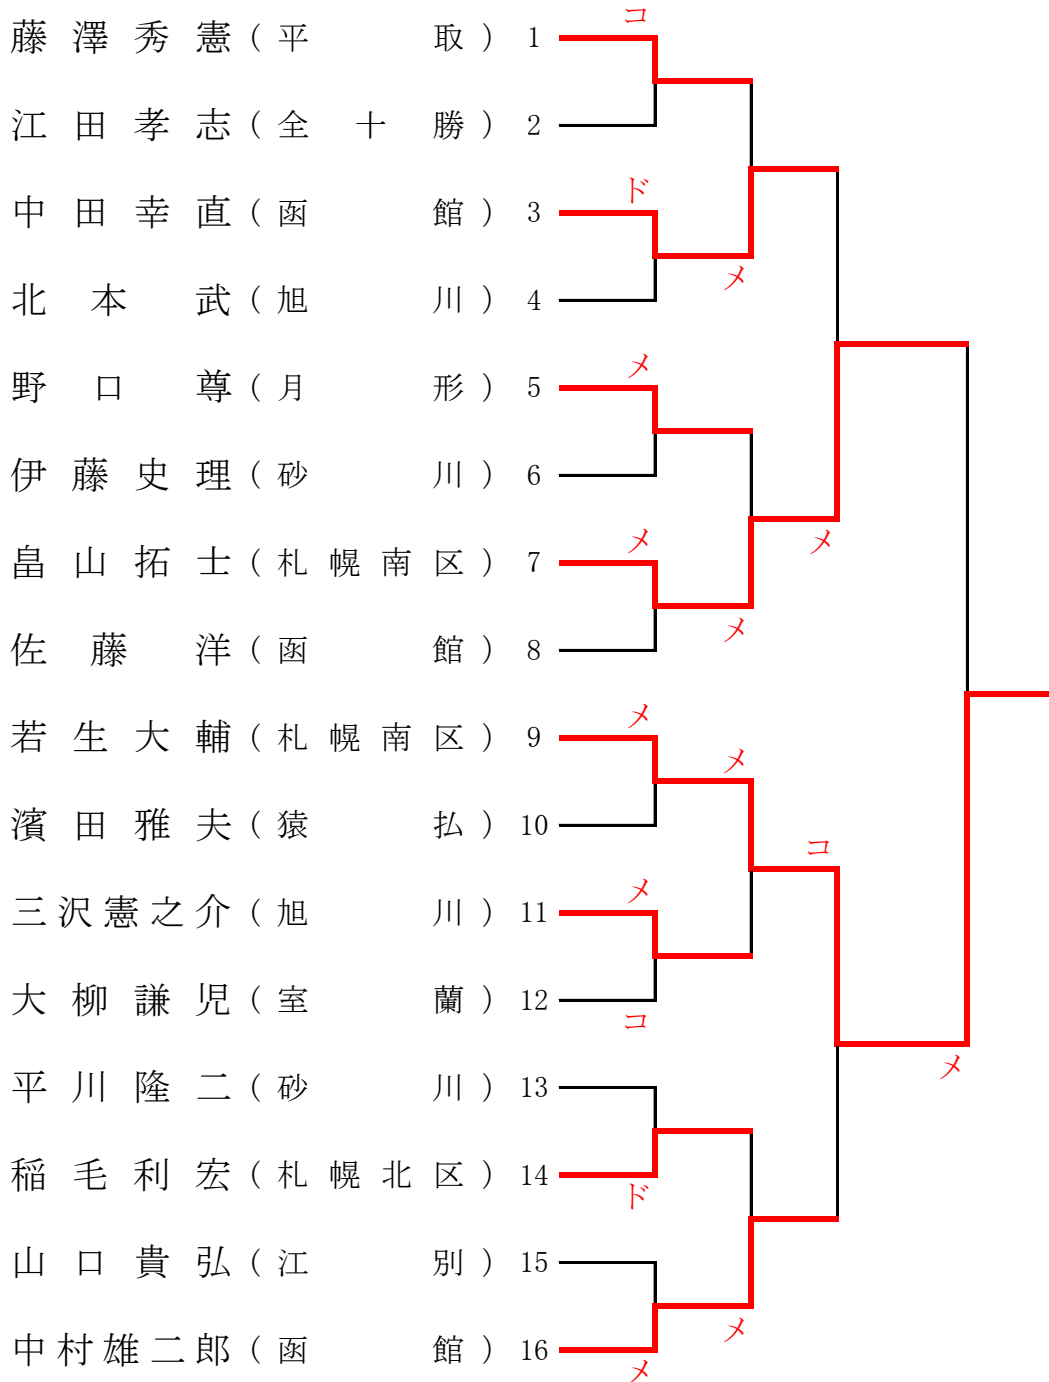 コ
藤澤秀憲(平取) 1
江田孝志(全十勝) 2
ド
中田幸直(函館) 3
メ
北本武(旭川) 4
メ
野口尊(月形) 5
伊藤史理(砂川) 6
メ
メ
畠山拓士(札幌南区) 7
メ
佐藤洋(函館) 8
メ
若生大輔(札幌南区) 9
メ
濱田雅夫(猿払) 10
コ
メ
三沢憲之介(旭川) 11
大柳謙児(室蘭) 12
コ
メ
平川隆二(砂川) 13
稲毛利宏(札幌北区) 14
ド
山口貴弘(江別) 15
メ
中村雄二郎(函館) 16
メ